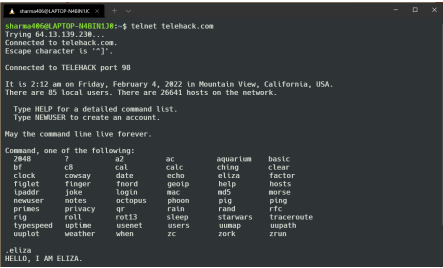 sharma406@LAPTOP-N4BIN1J0: ~
sharma406@LAPTOP-N4BIN1J0:~$ telnet telehack.com
Trying 64.13.139.230...
Connected to telehack.com.
Escape character is '^]'.
Connected to TELEHACK port 98
It is 2:12 am on Friday, February 4, 2022 in Mountain View, California, USA.
There are 85 local users. There are 26641 hosts on the network.
Type HELP for a detailed command list.
Type NEWUSER to create an account.
May the command line live forever.
Command, one of the following:
2048 ? a2 ac aquarium basic
bf c8 cal calc ching clear
clock cowsay date echo eliza factor
figlet finger fnord geoip help hosts
ipaddr joke login mac md5 morse
newuser notes octopus phoon pig ping
primes privacy qr rain rand rfc
rig roll rot13 sleep starwars traceroute
typespeed uptime usenet users uumap uupath
uuplot weather when zc zork zrun
.eliza
HELLO, I AM ELIZA.